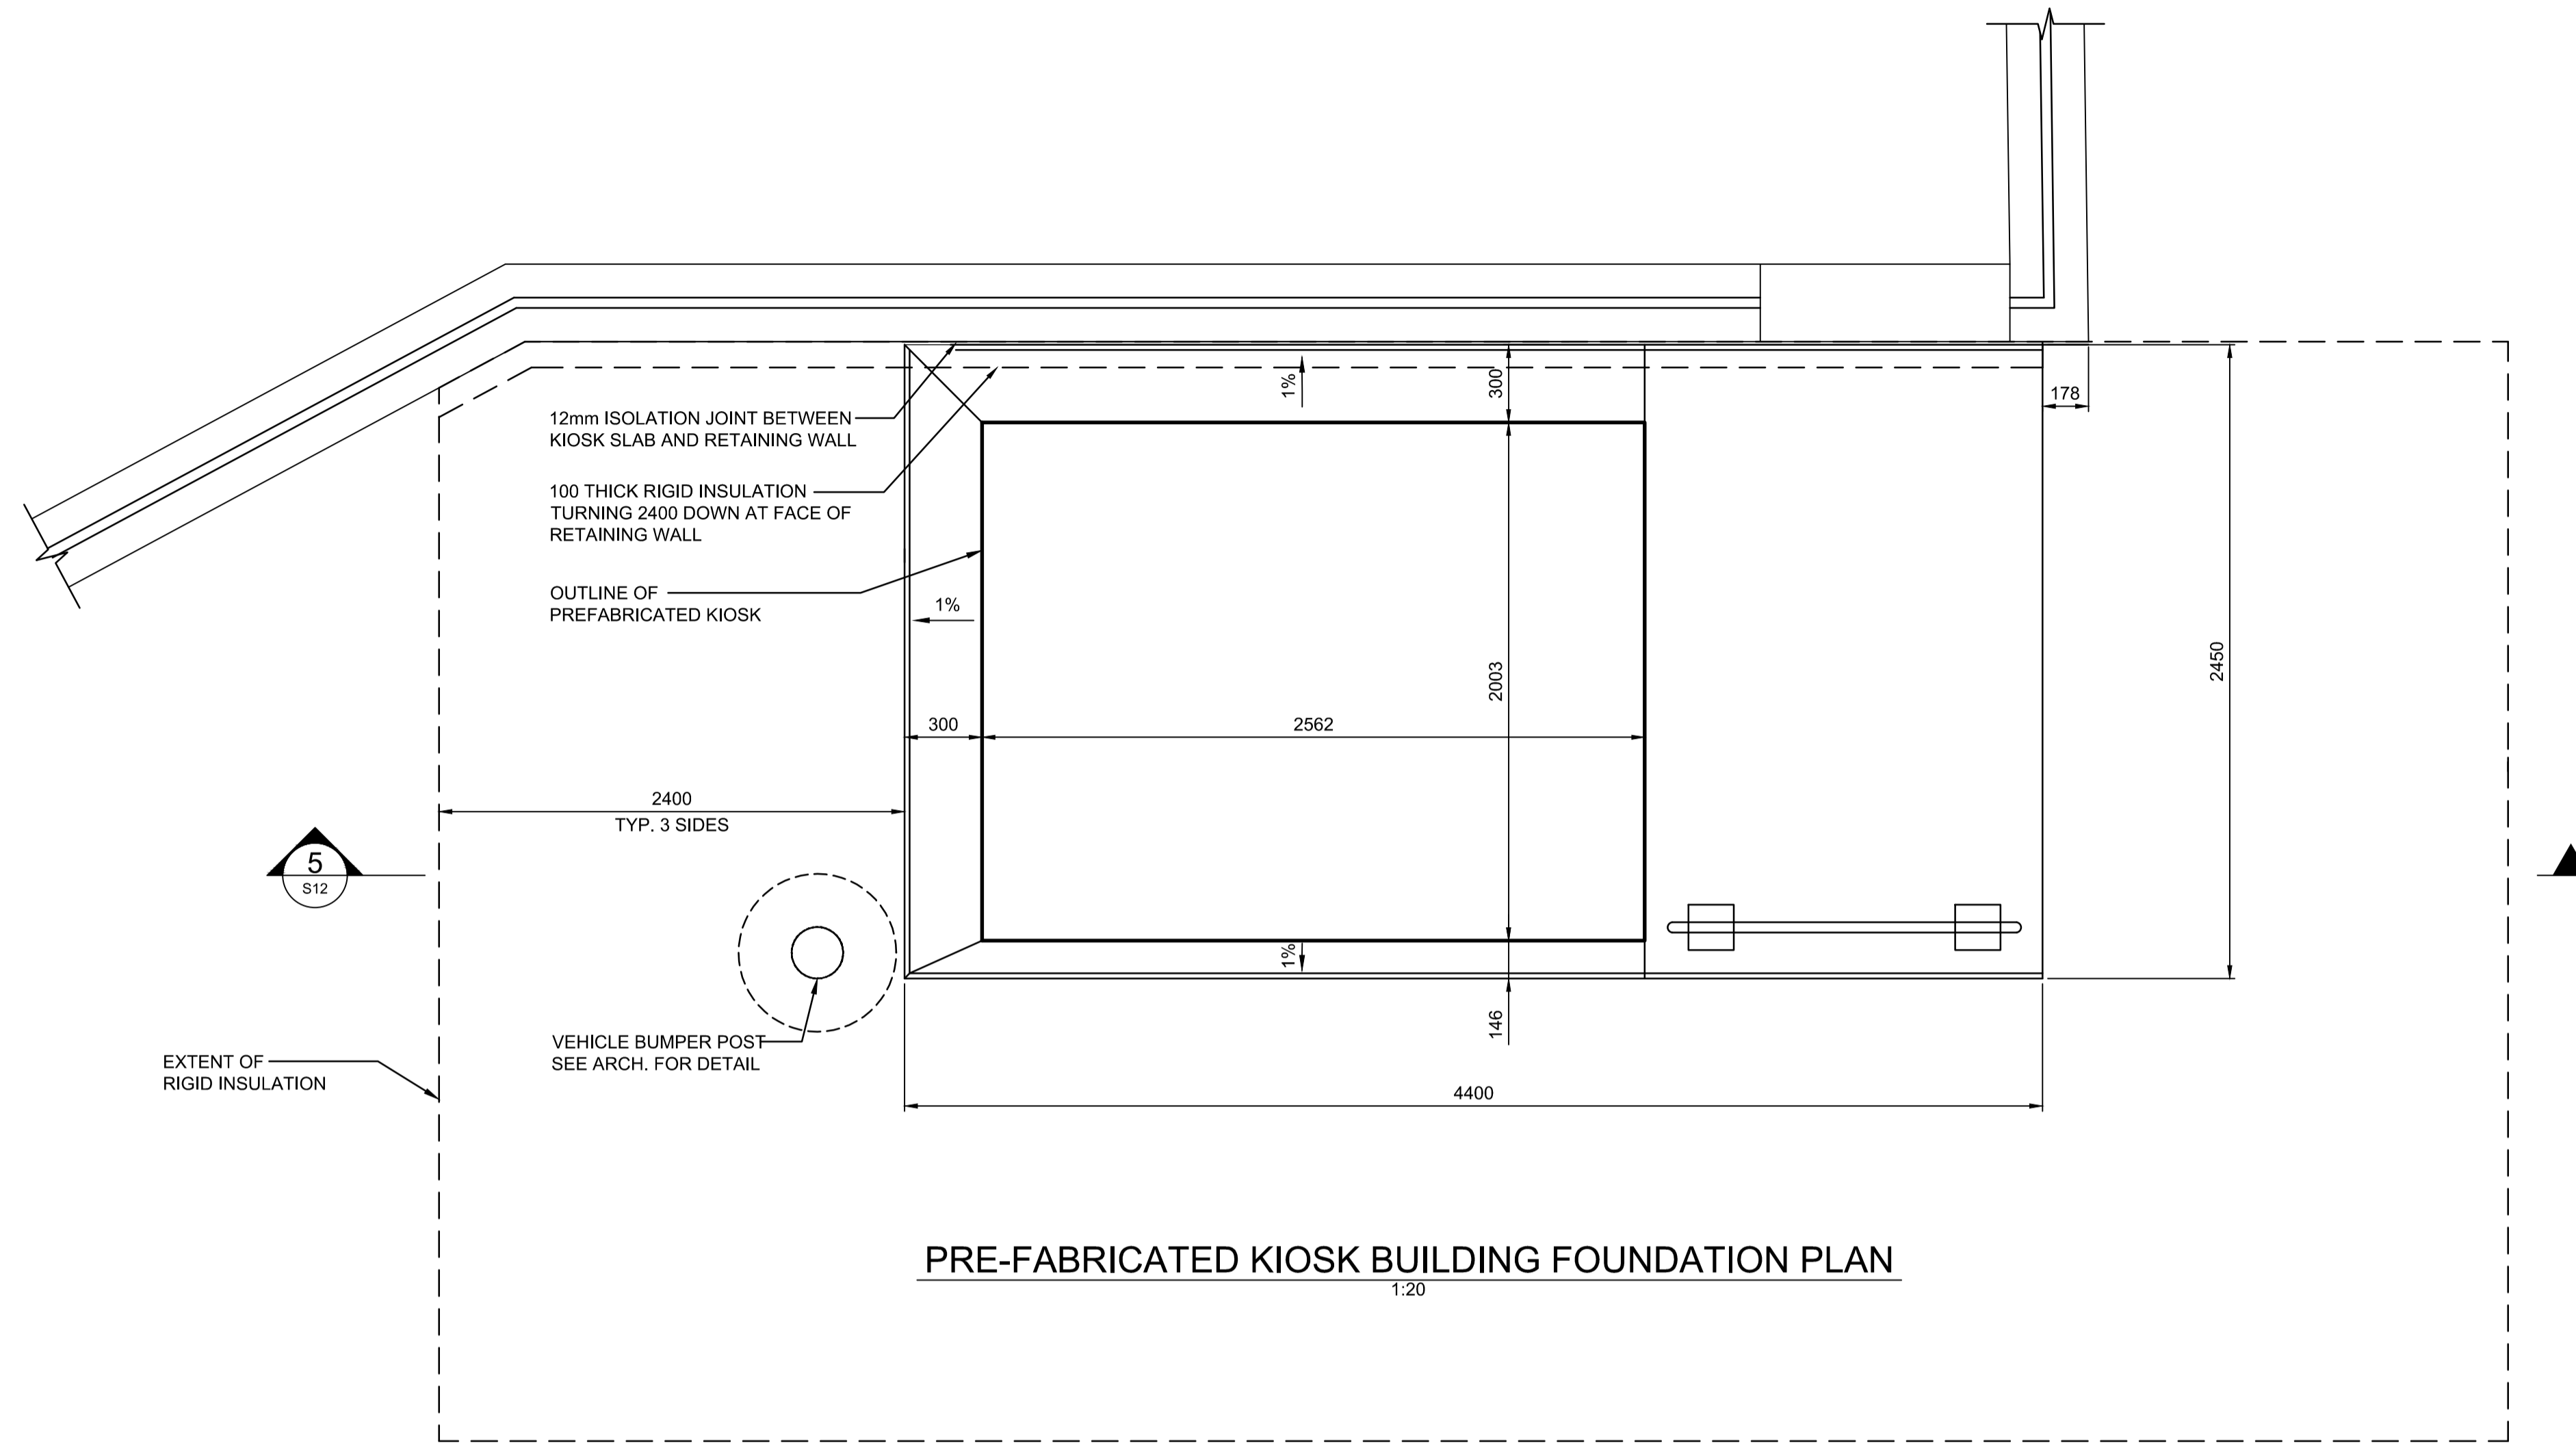 12mm ISOLATION JOINT BETWEEN
KIOSK SLAB AND RETAINING WALL
100 THICK RIGID INSULATION
TURNING 2400 DOWN AT FACE OF
RETAINING WALL
OUTLINE OF
PREFABRICATED KIOSK
1%
1%
300
178
2003
2450
300
2562
2400
TYP. 3 SIDES
5
S12
1%
146
VEHICLE BUMPER POST
SEE ARCH. FOR DETAIL
EXTENT OF
RIGID INSULATION
4400
PRE-FABRICATED KIOSK BUILDING FOUNDATION PLAN
1:20